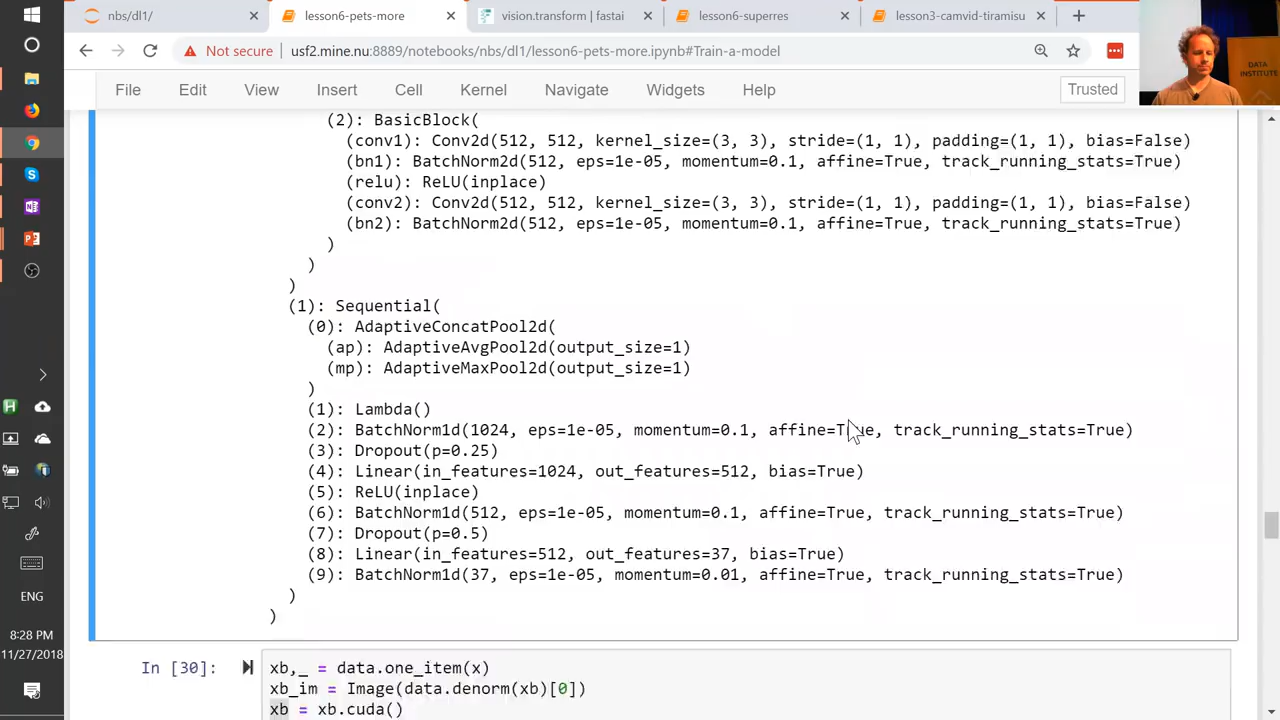 nbs/dl1/
lesson6-pets-more
vision.transform | fastai
lesson6-superres
lesson3-camvid-tiramisu
Not secure
usf2.mine.nu:8889/notebooks/nbs/dl1/lesson6-pets-more.ipynb#Train-a-model
File Edit View Insert Cell Kernel Navigate Widgets Help
Trusted
DATA
INSTITUTE
(2): BasicBlock(
(conv1): Conv2d(512, 512, kernel_size=(3, 3), stride=(1, 1), padding=(1, 1), bias=False)
(bn1): BatchNorm2d(512, eps=1e-05, momentum=0.1, affine=True, track_running_stats=True)
(relu): ReLU(inplace)
(conv2): Conv2d(512, 512, kernel_size=(3, 3), stride=(1, 1), padding=(1, 1), bias=False)
(bn2): BatchNorm2d(512, eps=1e-05, momentum=0.1, affine=True, track_running_stats=True)
)
)
)
(1): Sequential(
(0): AdaptiveConcatPool2d(
(ap): AdaptiveAvgPool2d(output_size=1)
(mp): AdaptiveMaxPool2d(output_size=1)
)
(1): Lambda()
(2): BatchNorm1d(1024, eps=1e-05, momentum=0.1, affine=True, track_running_stats=True)
(3): Dropout(p=0.25)
(4): Linear(in_features=1024, out_features=512, bias=True)
(5): ReLU(inplace)
(6): BatchNorm1d(512, eps=1e-05, momentum=0.1, affine=True, track_running_stats=True)
(7): Dropout(p=0.5)
(8): Linear(in_features=512, out_features=37, bias=True)
(9): BatchNorm1d(37, eps=1e-05, momentum=0.01, affine=True, track_running_stats=True)
)
)
In [30]:
xb,_ = data.one_item(x)
xb_im = Image(data.denorm(xb)[0])
xb = xb.cuda()
ENG
8:28 PM
11/27/2018